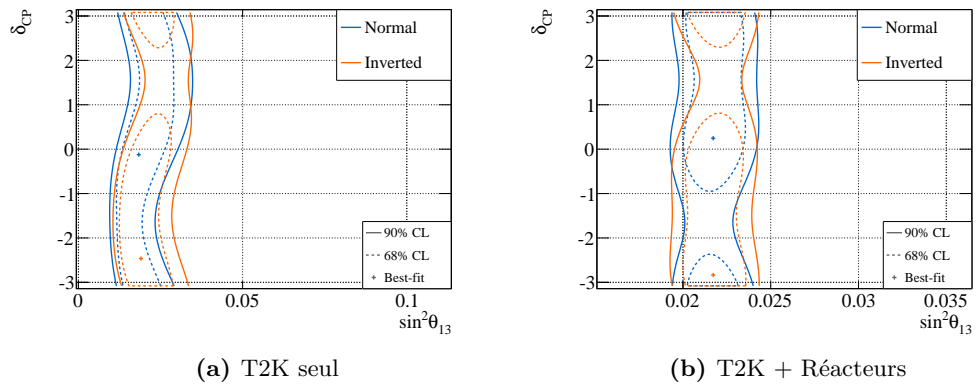 δCP
3
2
1
0
-1
-2
-3
Normal
Inverted
90% CL
68% CL
Best-fit
0
0.05
0.1
sin²θ13
(a) T2K seul
δCP
3
2
1
0
-1
-2
-3
Normal
Inverted
90% CL
68% CL
Best-fit
0.02
0.025
0.03
0.035
sin²θ13
(b) T2K + Réacteurs